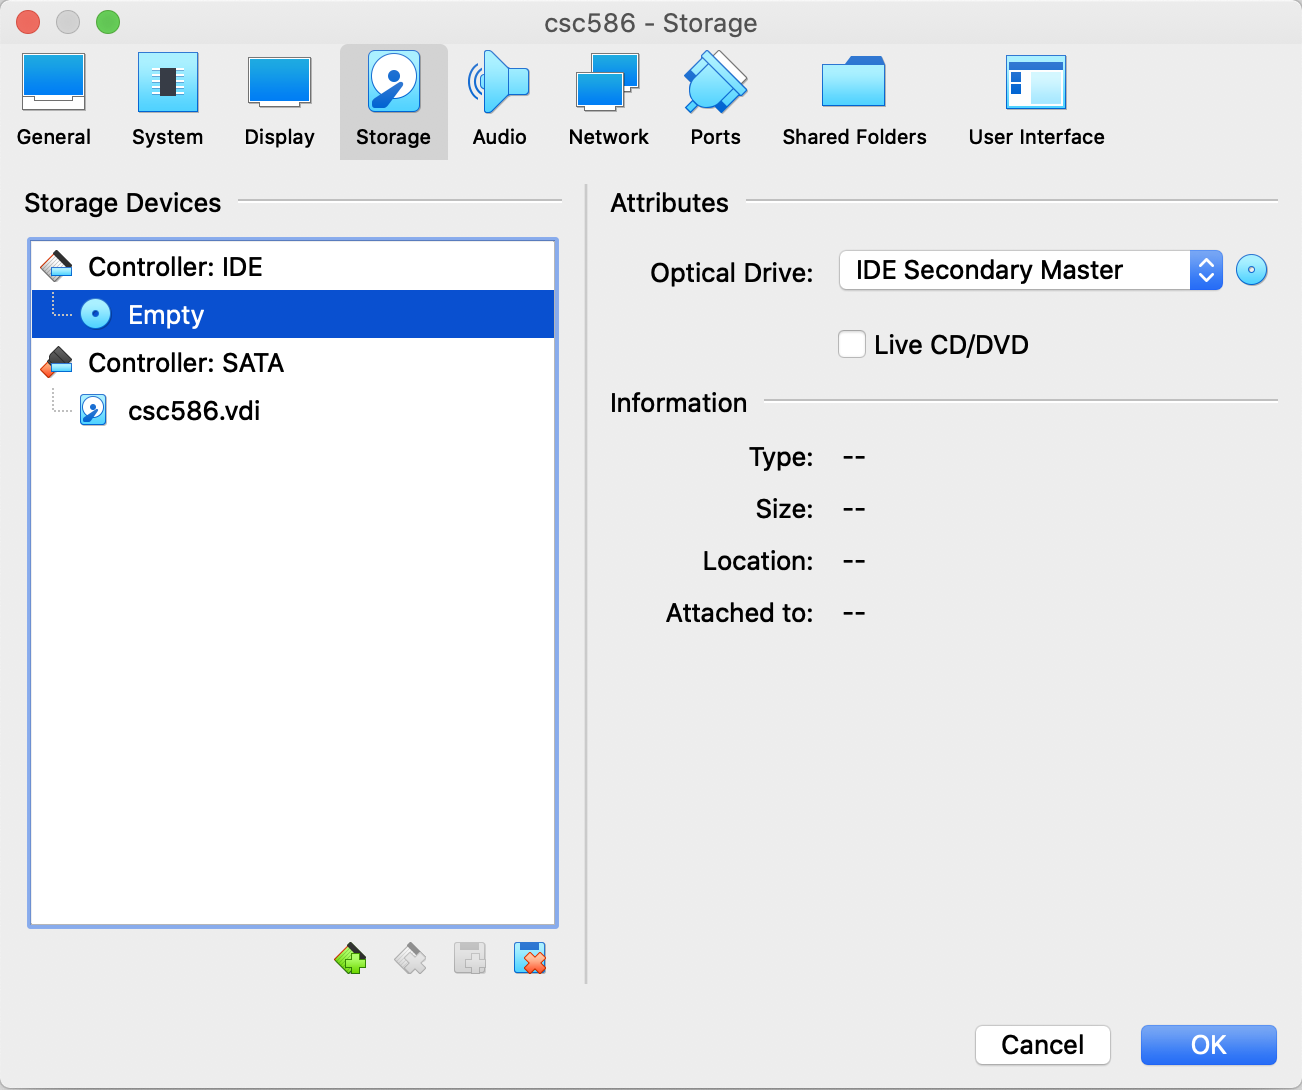 csc586 - Storage
General System Display Storage Audio Network Ports Shared Folders User Interface
Storage Devices
Controller: IDE
Empty
Controller: SATA
csc586.vdi
Attributes
Optical Drive: IDE Secondary Master
Live CD/DVD
Information
Type: --
Size: --
Location: --
Attached to: --
Cancel OK